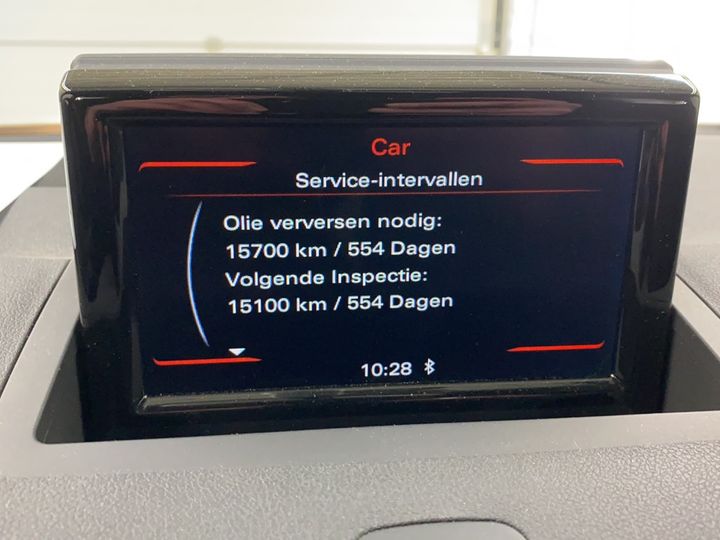 Car
Service-intervallen
Olie verversen nodig:
15700 km / 554 Dagen
Volgende Inspectie:
15100 km / 554 Dagen
10:28